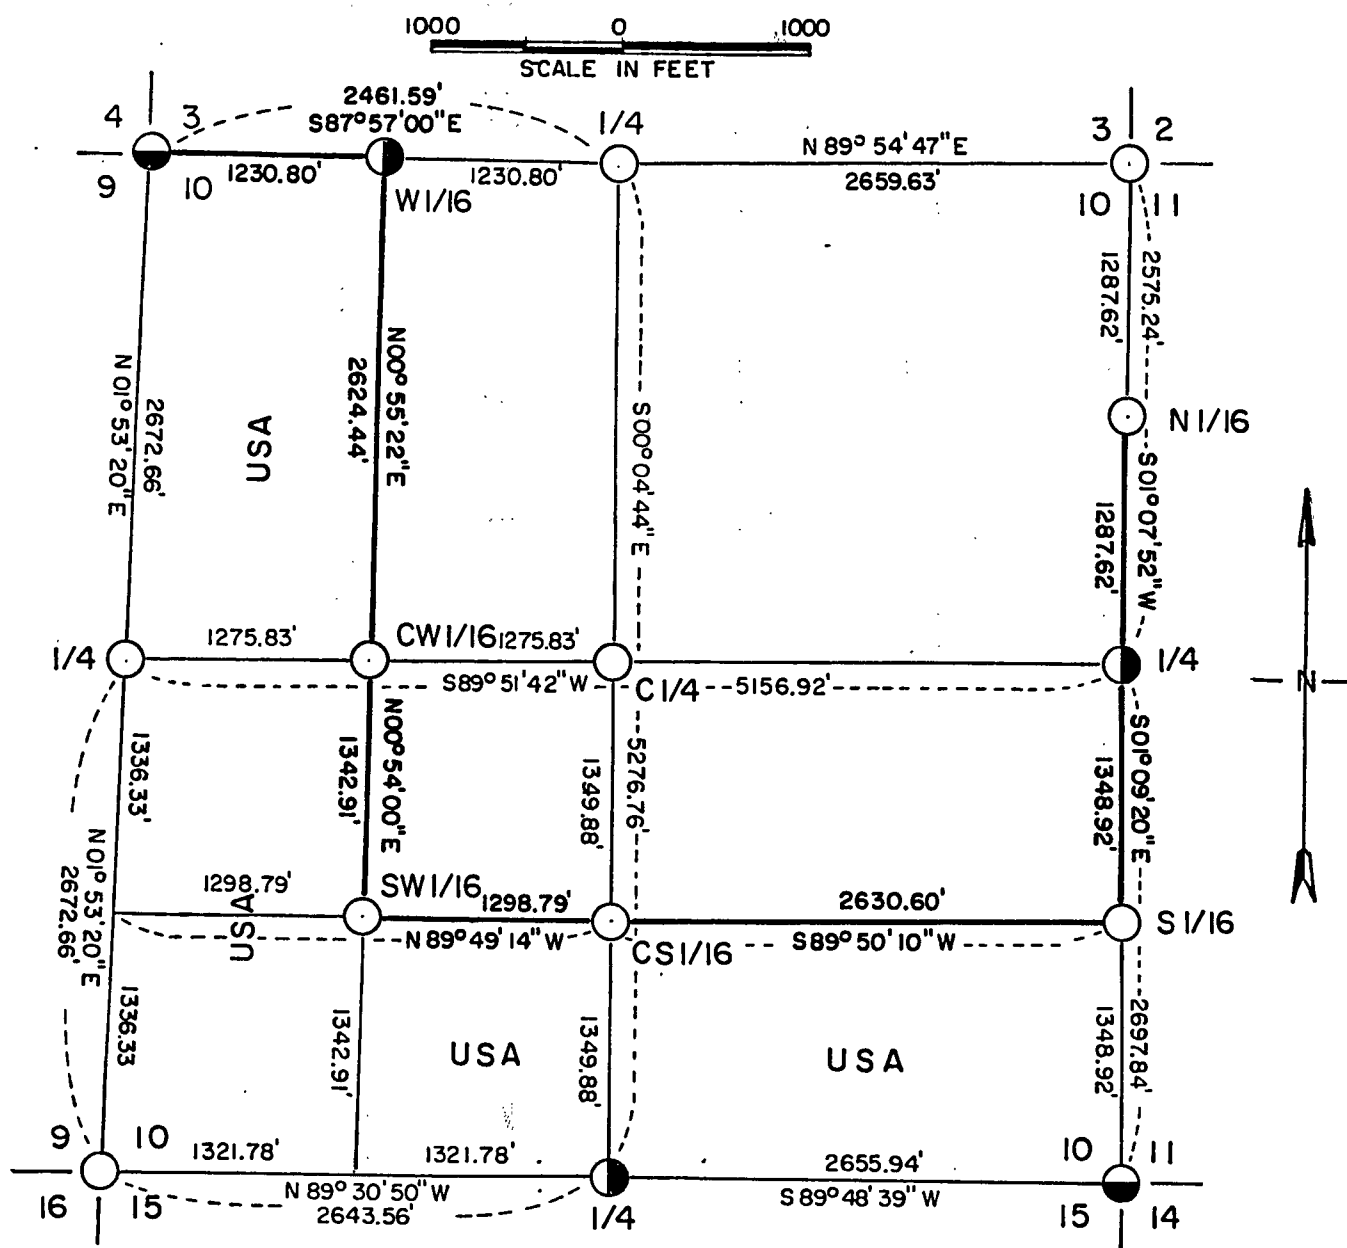 1000 0 1000
SCALE IN FEET
2461.59'
S87°57'00"E
4 3
1/4
N 89° 54'47"E
3 2
9 10
1230.80'
1230.80'
2659.63'
W1/16
10 11
1287.62'
2575.24'
N00°55'22"E
2624.44'
N 01°53'20"E
2672.66'
USA
S00°04'44"E
N1/16
1287.62'
S01°07'52"W
N
1/4
1275.83'
CW1/16
1275.83'
1/4
S89°51'42"W
C1/4
5156.92'
1336.33'
1342.91'
N00°54'00"E
1349.88'
5276.76'
1348.92'
S01°09'20"E
N01°53'20"E
2672.66'
1298.79'
USA
SW1/16
1298.79'
2630.60'
S1/16
N 89°49'14"W
CS1/16
S89°50'10"W
1336.33
1342.91'
USA
1349.88'
USA
1348.92'
2697.84'
9 10
1321.78'
1321.78'
2655.94'
10 11
16 15
N 89°30'50"W
2643.56'
1/4
S89°48'39"W
15 14